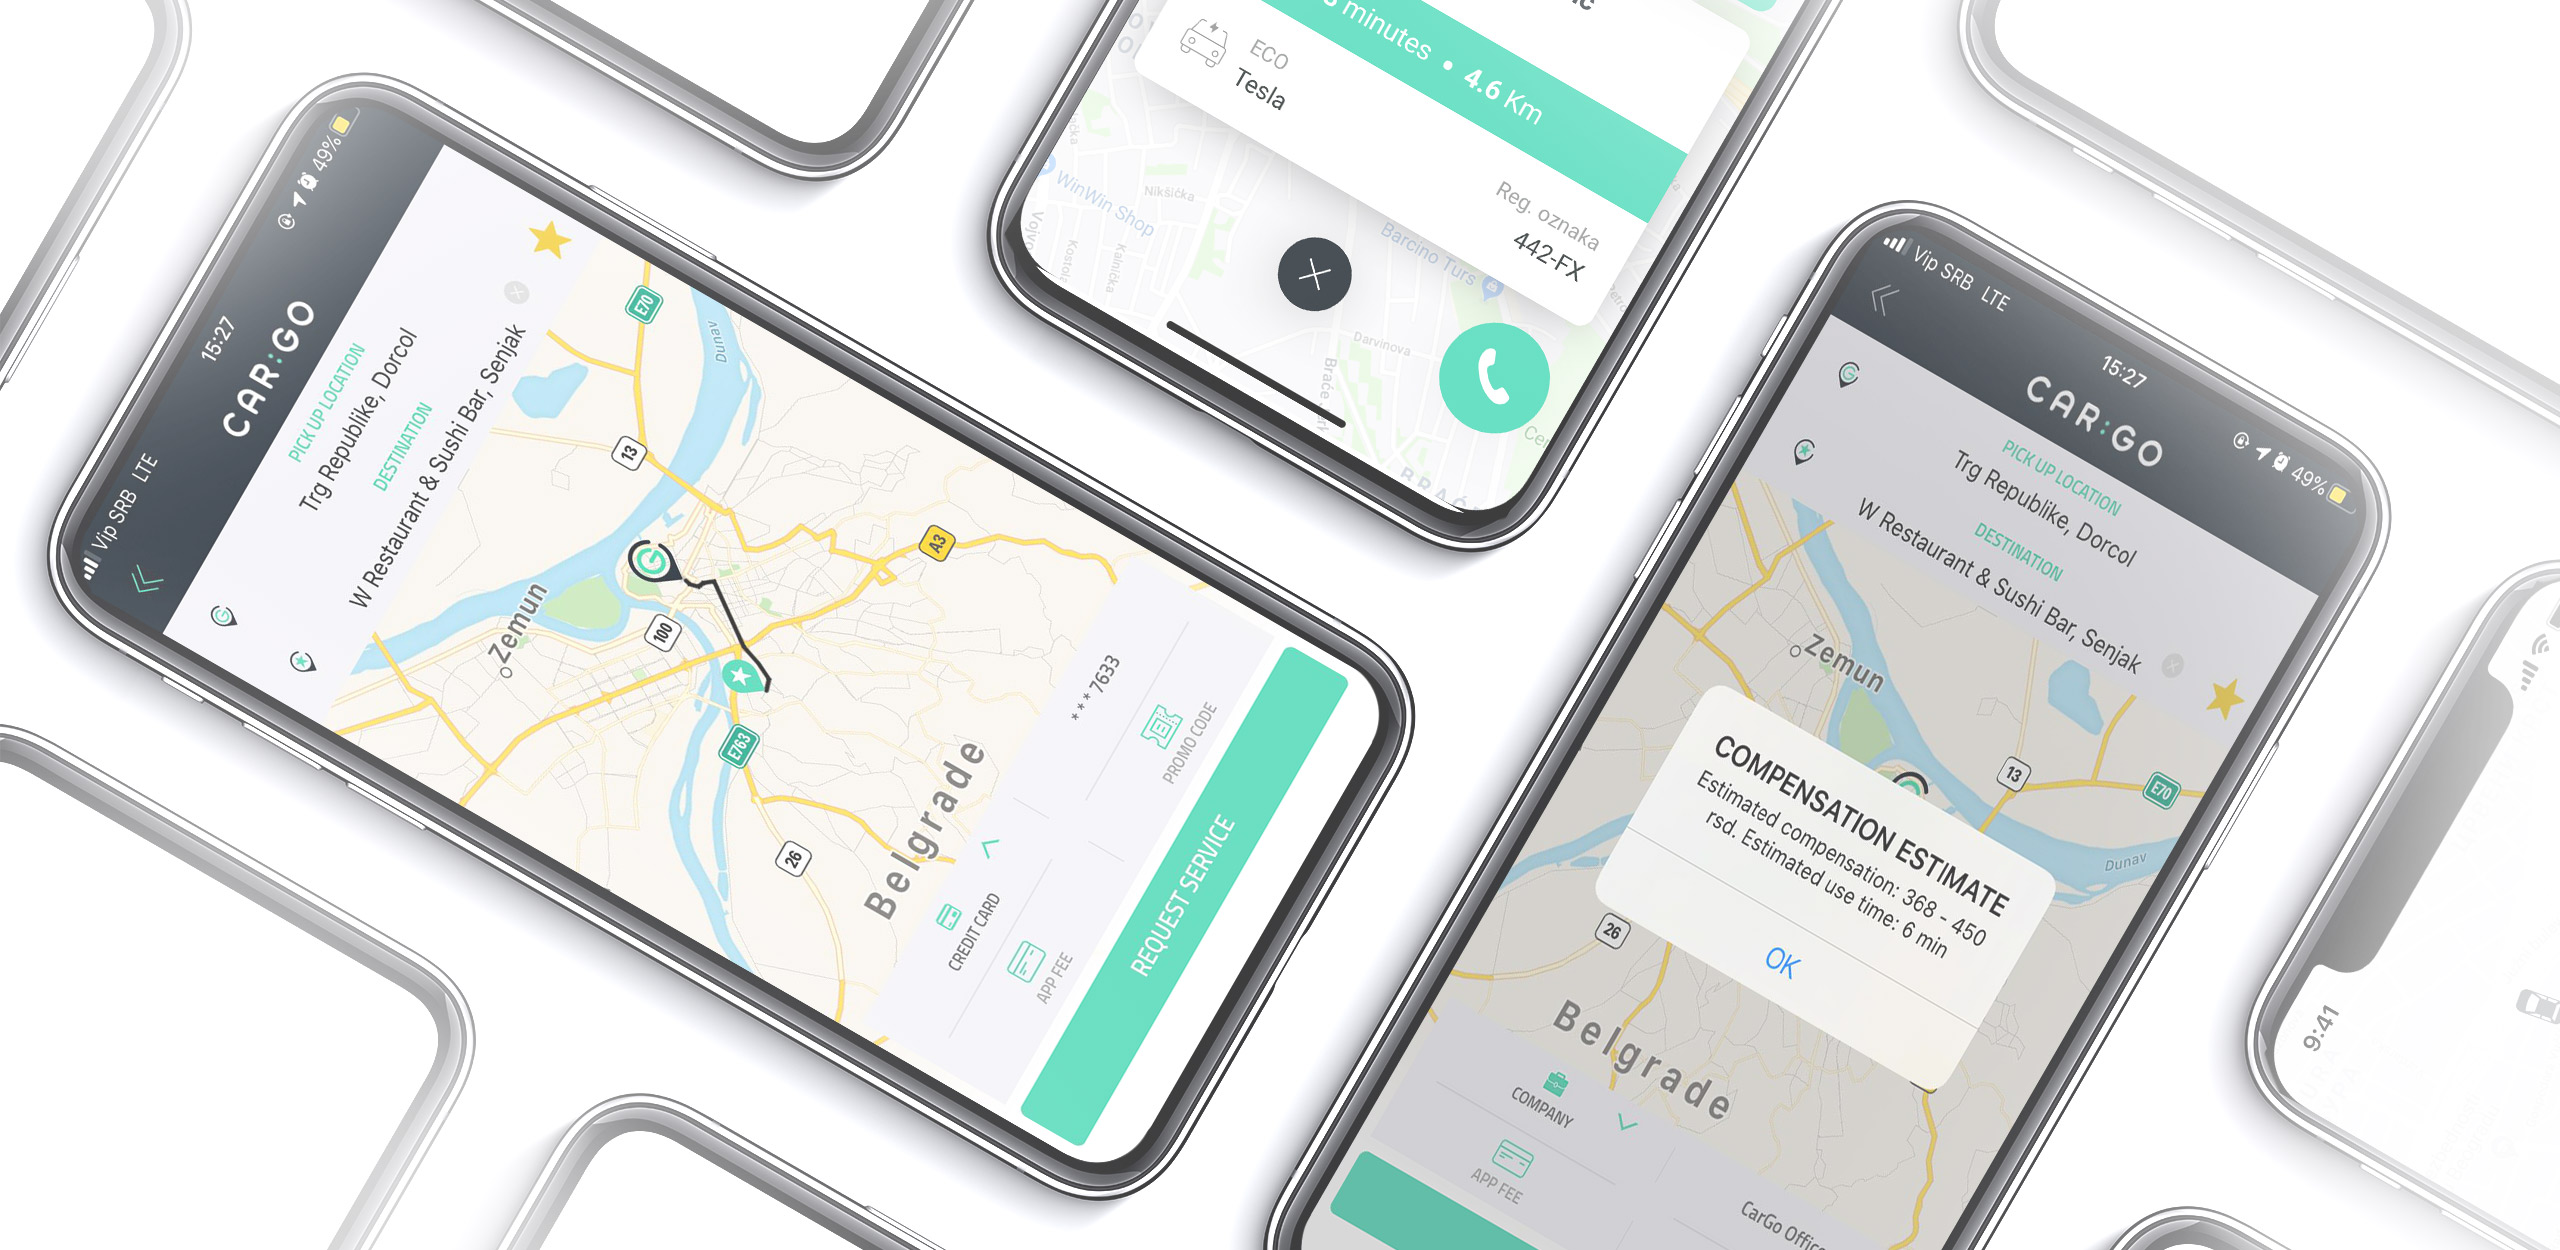 Vip SRB LTE
15:27
49%
CAR:GO
PICK UP LOCATION
Trg Republike, Dorcol
DESTINATION
W Restaurant & Sushi Bar, Senjak
E70
Dunav
13
A3
Zemun
100
E763
26
Belgrade
CREDIT CARD
*** 7633
APP FEE
PROMO CODE
REQUEST SERVICE
minutes • 4.6 Km
ECO
Tesla
Reg. oznaka
442-FX
WinWin Shop
Nikšićka
Kalnička
Barcino Turs
Darvinova
Vip SRB LTE
15:27
49%
CAR:GO
PICK UP LOCATION
Trg Republike, Dorcol
DESTINATION
W Restaurant & Sushi Bar, Senjak
Zemun
13
E70
Dunav
COMPENSATION ESTIMATE
Estimated compensation: 368 - 450
rsd. Estimated use time: 6 min
OK
26
Belgrade
COMPANY
APP FEE
CarGo
9:41